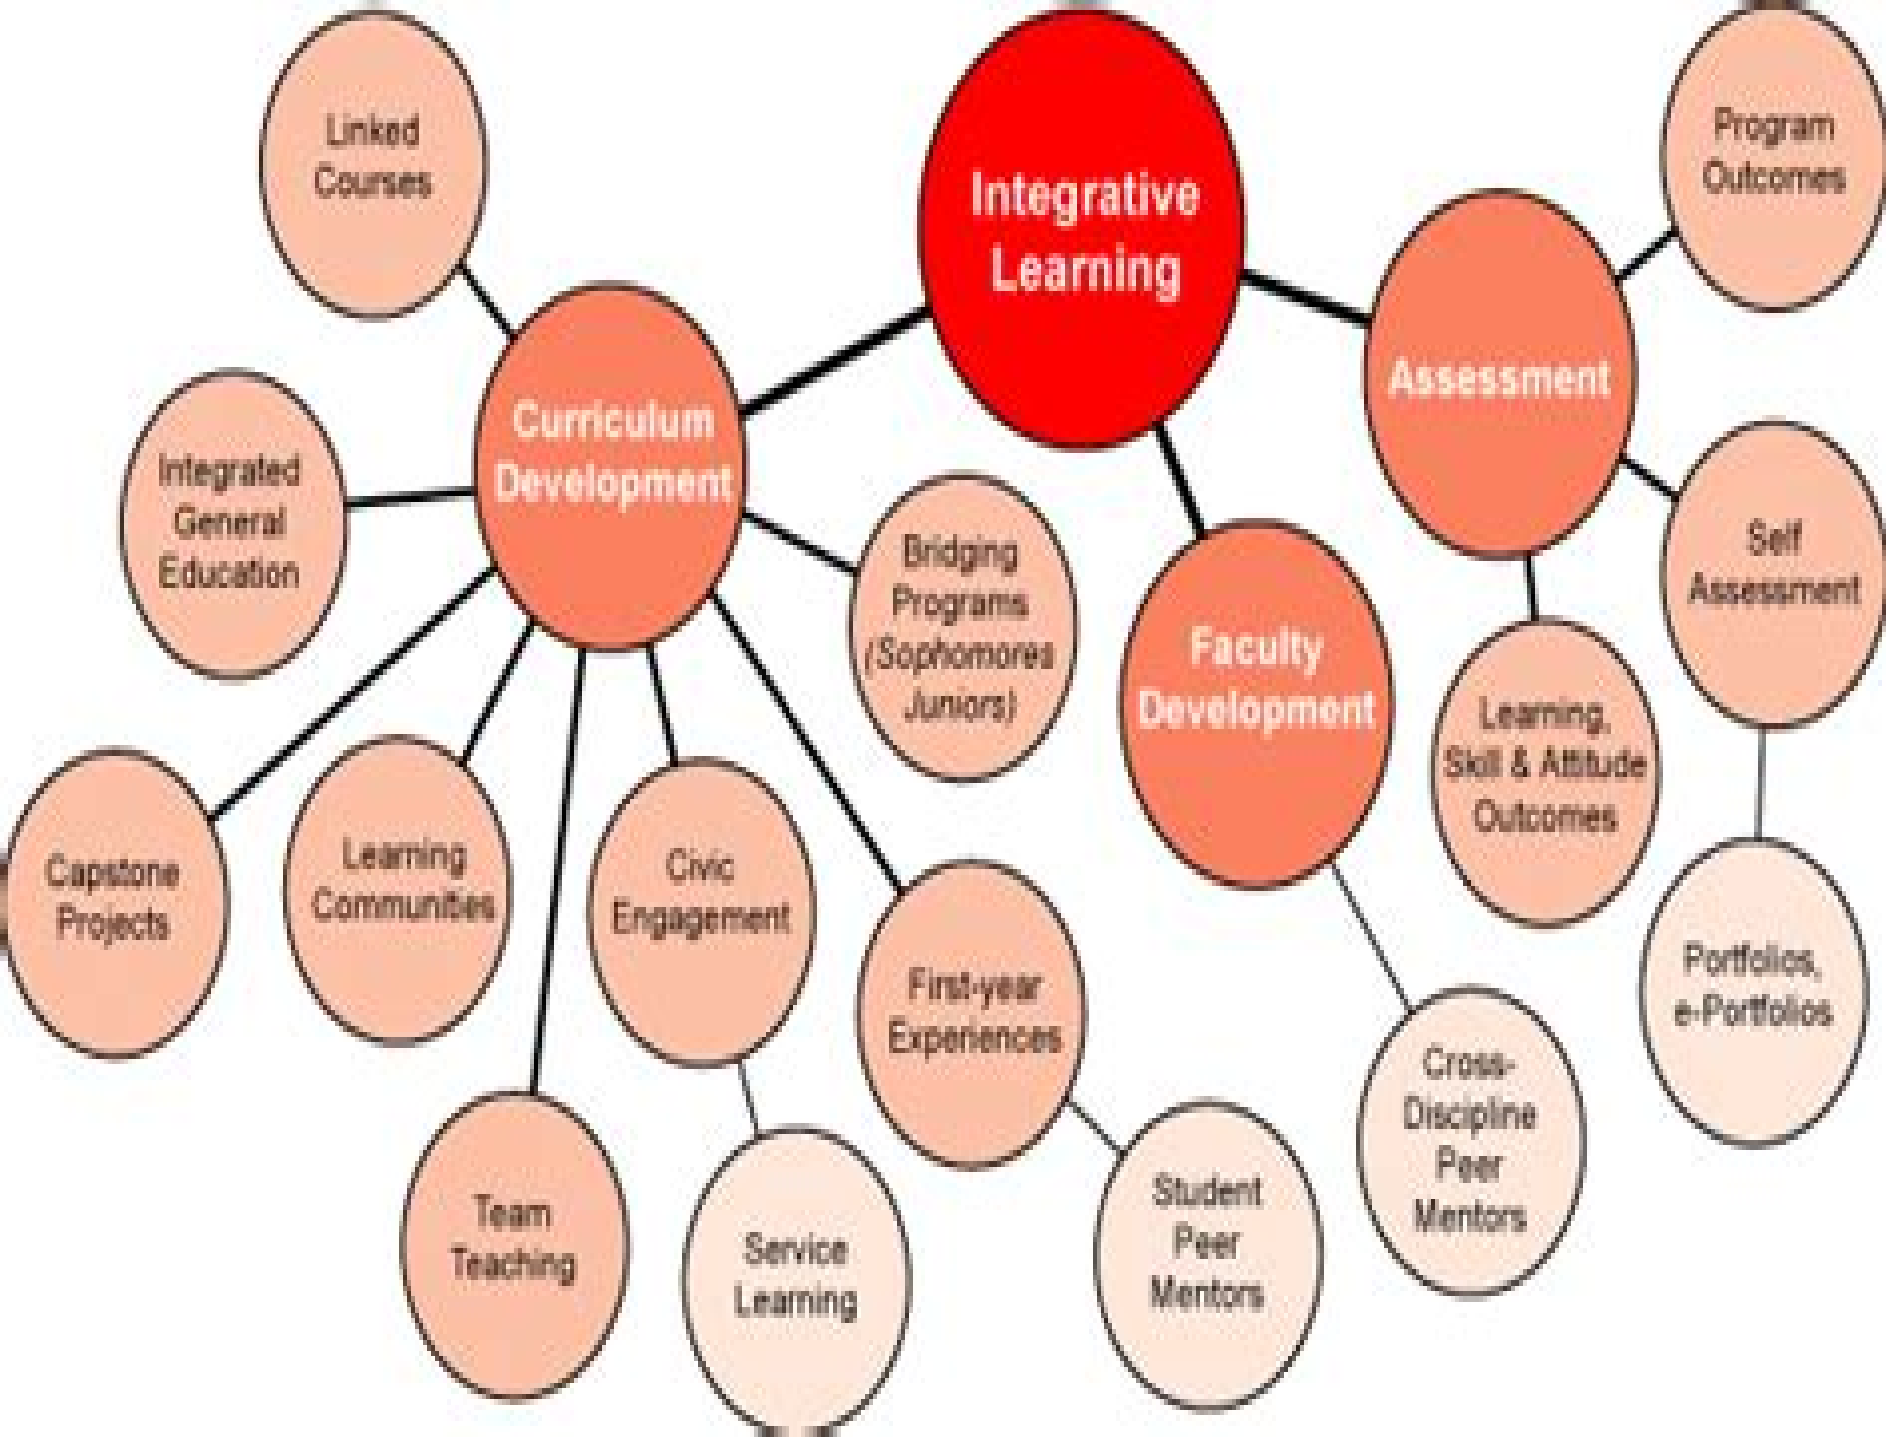 Linked
Courses
Integrative
Learning
Program
Outcomes
Assessment
Curriculum
Development
Integrated
General
Education
Bridging
Programs
(Sophomores
Juniors)
Self
Assessment
Faculty
Development
Learning,
Skill & Attitude
Outcomes
Capstone
Projects
Learning
Communities
Civic
Engagement
First-year
Experiences
Portfolios,
e-Portfolios
Cross-
Discipline
Peer
Mentors
Team
Teaching
Service
Learning
Student
Peer
Mentors